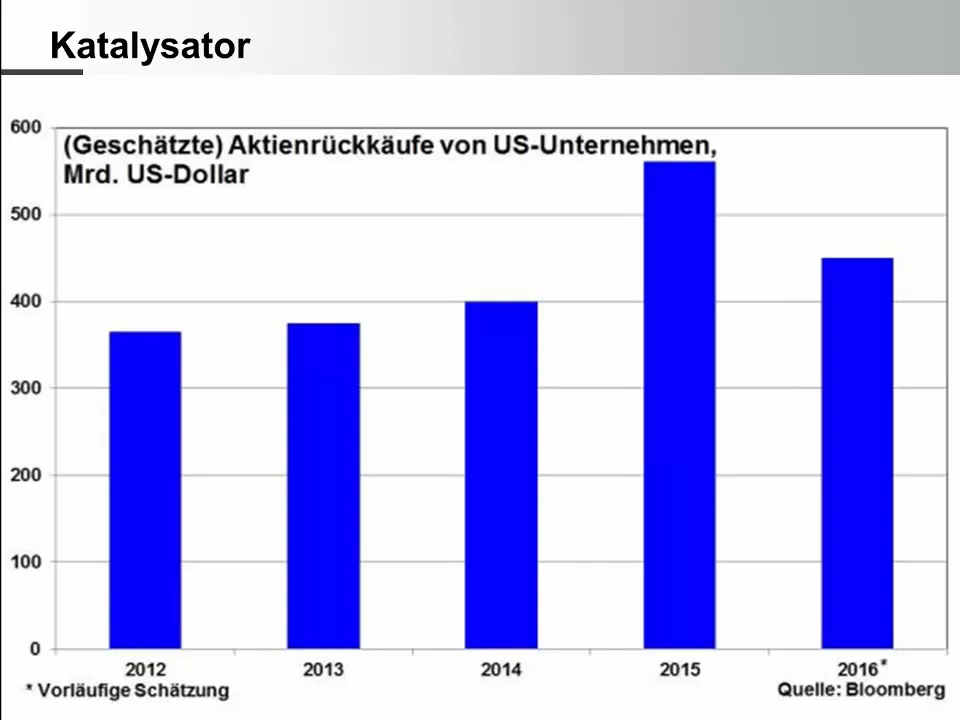 Katalysator
(Geschätzte) Aktienrückkäufe von US-Unternehmen,
Mrd. US-Dollar
600
500
400
300
200
100
0
2012 2013 2014 2015 2016*
* Vorläufige Schätzung Quelle: Bloomberg